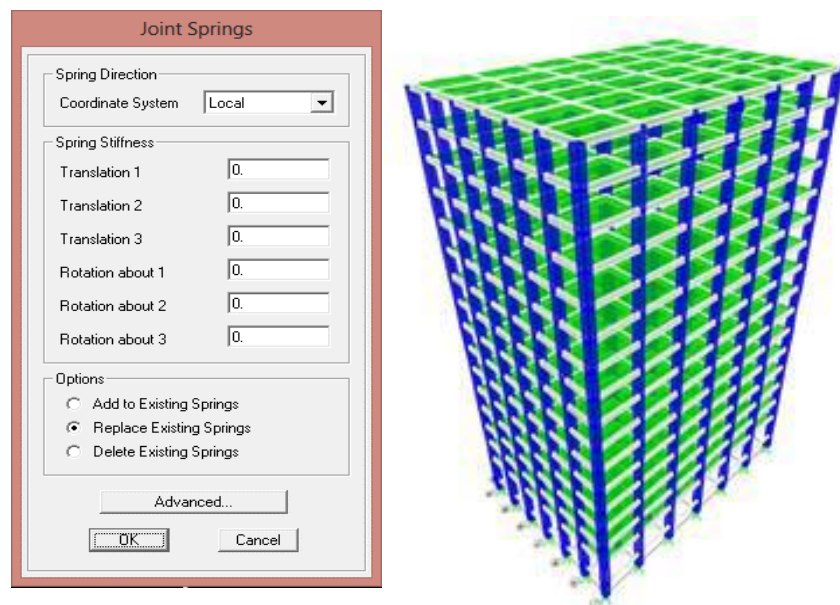 Joint Springs
Spring Direction
Coordinate System Local
Spring Stiffness
Translation 1 0.
Translation 2 0.
Translation 3 0.
Rotation about 1 0.
Rotation about 2 0.
Rotation about 3 0.
Options
Add to Existing Springs
Replace Existing Springs
Delete Existing Springs
Advanced...
OK Cancel